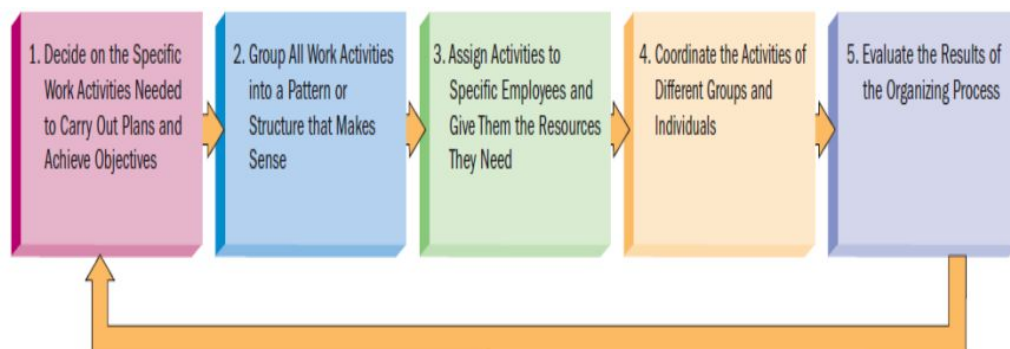 1. Decide on the Specific
Work Activities Needed
to Carry Out Plans and
Achieve Objectives
2. Group All Work Activities
into a Pattern or
Structure that Makes
Sense
3. Assign Activities to
Specific Employees and
Give Them the Resources
They Need
4. Coordinate the Activities of
Different Groups and
Individuals
5. Evaluate the Results of
the Organizing Process